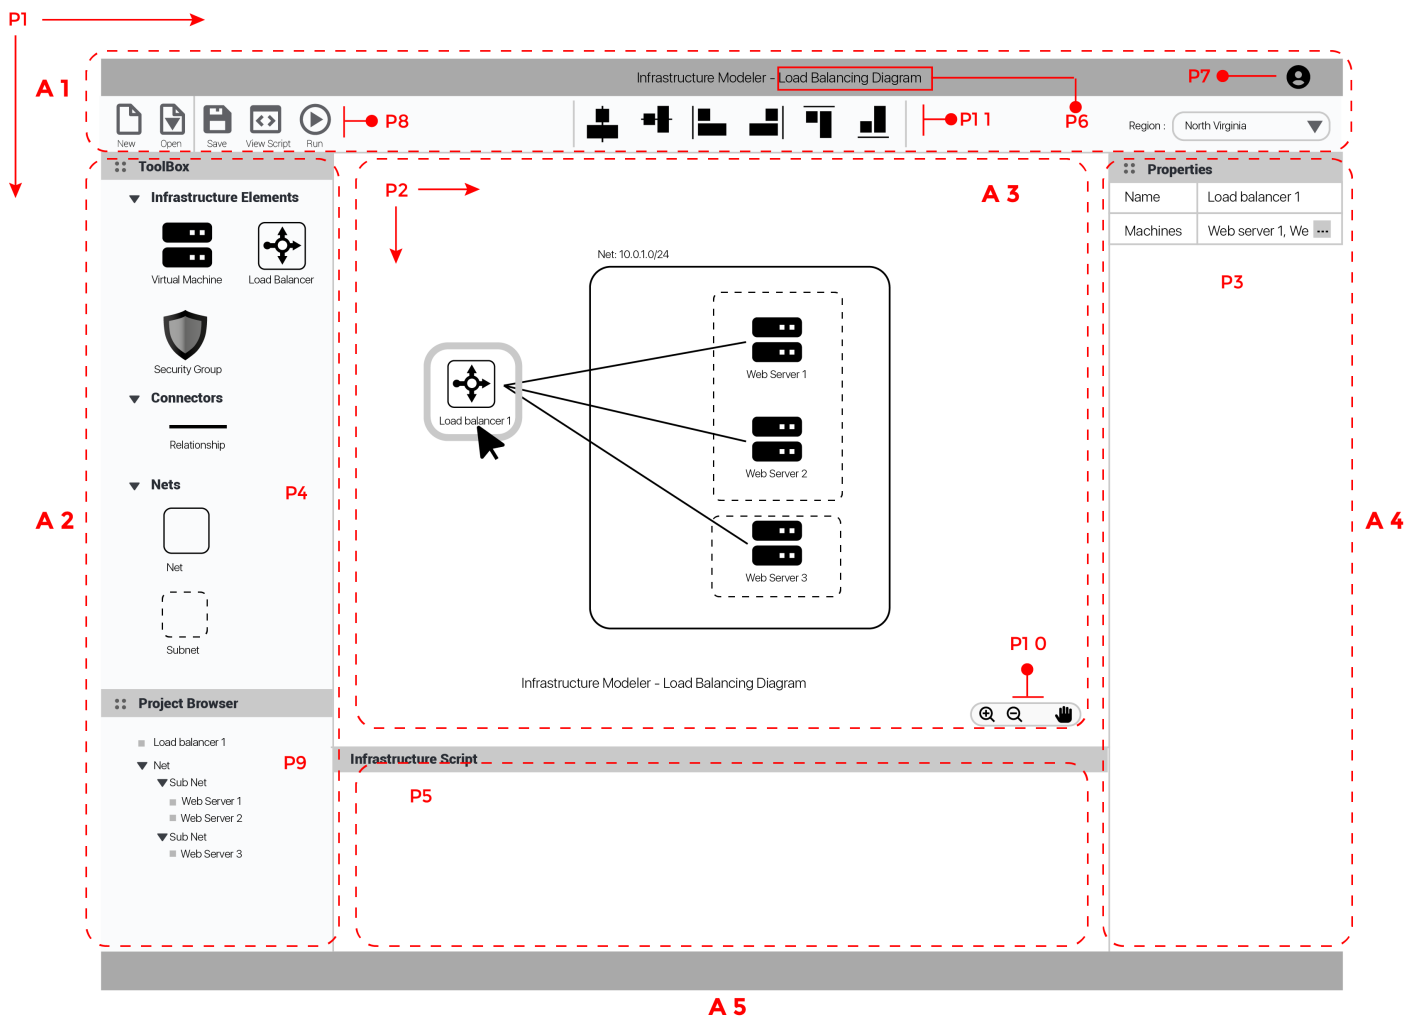 P1
A 1
Infrastructure Modeler - Load Balancing Diagram
P7
New
Open
Save
View Script
Run
P8
P1 1
P6
Region :
North Virginia
ToolBox
Infrastructure Elements
Virtual Machine
Load Balancer
Security Group
Connectors
Relationship
Nets
P4
Net
Subnet
A 2
Project Browser
Load balancer 1
P9
Net
Sub Net
Web Server 1
Web Server 2
Sub Net
Web Server 3
P2
A 3
Net: 10.0.1.0/24
Load balancer 1
Web Server 1
Web Server 2
Web Server 3
P1 0
Infrastructure Modeler - Load Balancing Diagram
Infrastructure Script
P5
Properties
Name
Load balancer 1
Machines
Web server 1, We ...
P3
A 4
A 5